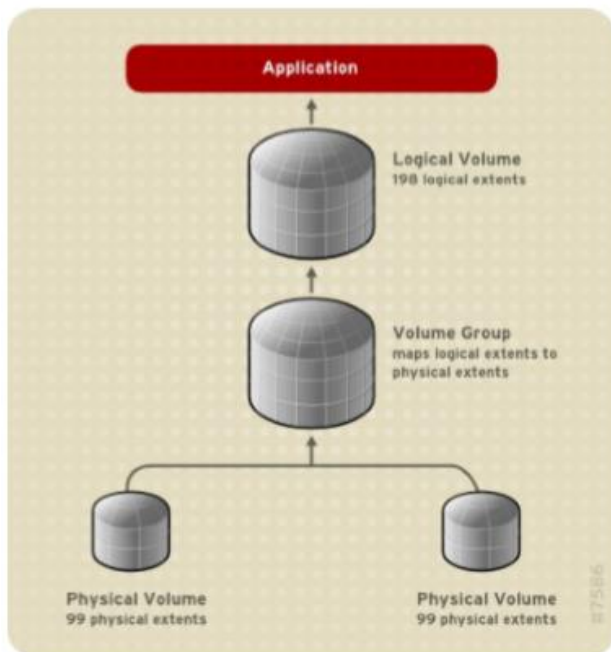 Application
Logical Volume
198 logical extents
Volume Group
maps logical extents to
physical extents
Physical Volume
99 physical extents
Physical Volume
99 physical extents
#7586